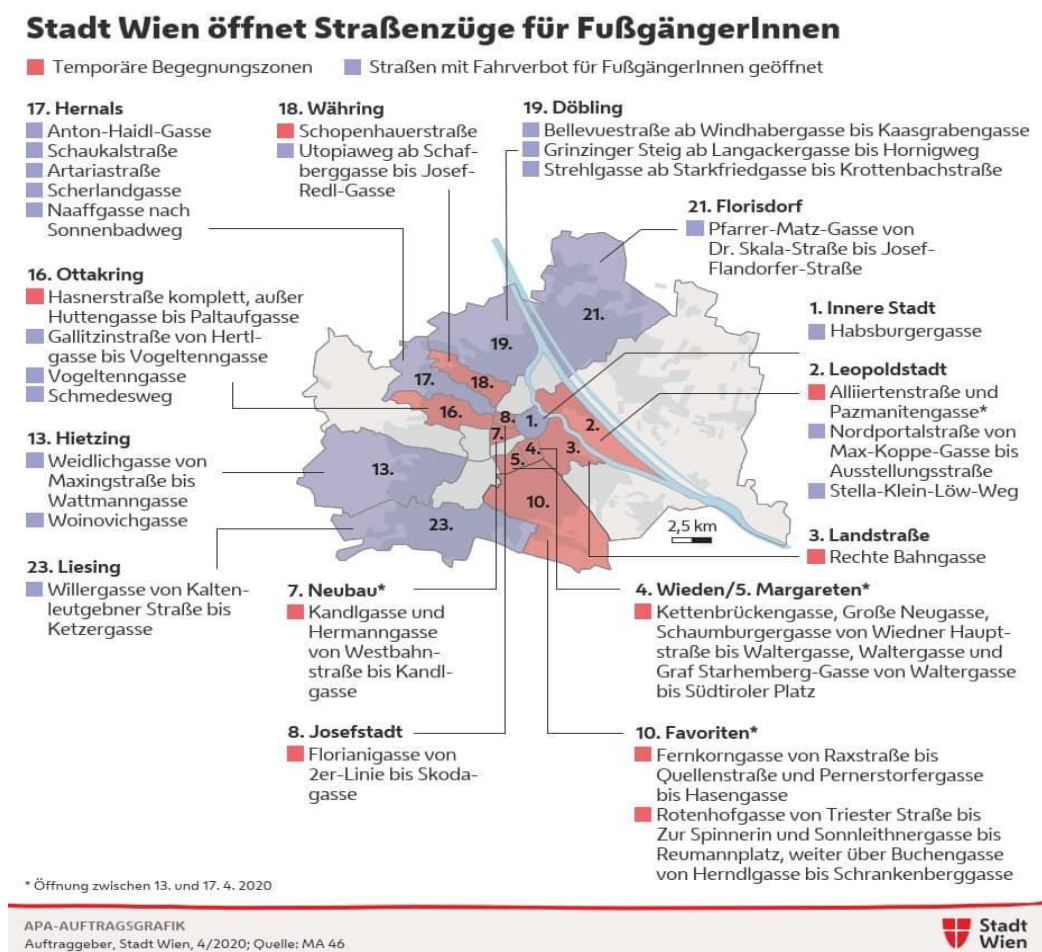 Stadt Wien öffnet Straßenzüge für FußgängerInnen
Temporäre Begegnungszonen
Straßen mit Fahrverbot für FußgängerInnen geöffnet
17. Hernals
Anton-Haidl-Gasse
Schaukalstraße
Artariastraße
Scherlandgasse
Naaffgasse nach
Sonnenbadweg
18. Währing
Schopenhauerstraße
Utopiaweg ab Schaf-
berggasse bis Josef-
Redl-Gasse
19. Döbling
Bellevuestraße ab Windhabergasse bis Kaasgrabengasse
Grinzinger Steig ab Langackergasse bis Hornigweg
Strehlgasse ab Starkfriedgasse bis Krottenbachstraße
21. Florisdorf
Pfarrer-Matz-Gasse von
Dr. Skala-Straße bis Josef-
Flandorfer-Straße
16. Ottakring
Hasnerstraße komplett, außer
Huttengasse bis Paltaufgasse
Gallitzinstraße von Hertl-
gasse bis Vogeltenngasse
Vogeltenngasse
Schmedesweg
1. Innere Stadt
Habsburgergasse
2. Leopoldstadt
Alliiertenstraße und
Pazmanitengasse*
Nordportalstraße von
Max-Koppe-Gasse bis
Ausstellungsstraße
Stella-Klein-Löw-Weg
13. Hietzing
Weidlichgasse von
Maxingstraße bis
Wattmanngasse
Woinovichgasse
21.
19.
17.
18.
16.
8.
1.
2.
7.
4.
3.
5.
13.
10.
23.
2,5 km
3. Landstraße
Rechte Bahngasse
23. Liesing
Willergasse von Kalten-
leutgebner Straße bis
Ketzergasse
7. Neubau*
Kandlgasse und
Hermanngasse
von Westbahn-
straße bis Kandl-
gasse
4. Wieden/5. Margareten*
Kettenbrückengasse, Große Neugasse,
Schaumburgergasse von Wiedner Haupt-
straße bis Waltergasse, Waltergasse und
Graf Starhemberg-Gasse von Waltergasse
bis Südtiroler Platz
8. Josefstadt
Florianigasse von
2er-Linie bis Skoda-
gasse
10. Favoriten*
Fernkorngasse von Raxstraße bis
Quellenstraße und Pernerstorfergasse
bis Hasengasse
Rotenhofgasse von Triester Straße bis
Zur Spinnerin und Sonnleithnergasse bis
Reumannplatz, weiter über Buchengasse
von Herndlgasse bis Schrankenberggasse
* Öffnung zwischen 13. und 17. 4. 2020
APA-AUFTRAGSGRAFIK
Auftraggeber, Stadt Wien, 4/2020; Quelle: MA 46
Stadt
Wien